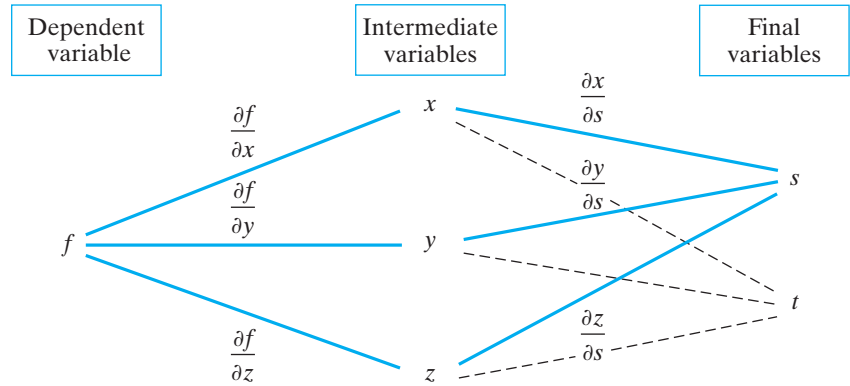 Dependent variable
Intermediate variables
Final variables
x
∂x/∂s
∂f/∂x
∂y/∂s
s
∂f/∂y
f
y
t
∂z/∂s
∂f/∂z
z